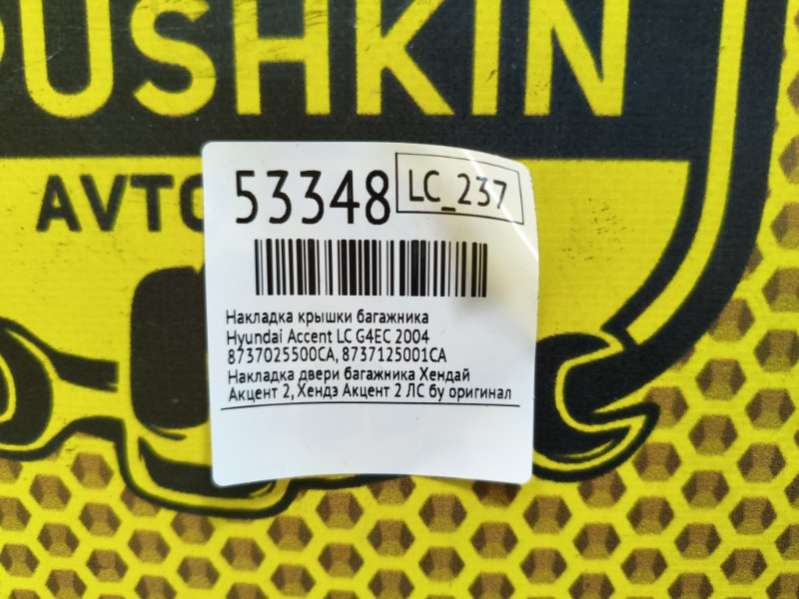 PUSHKIN
AVTO
53348
LC_237
Накладка крышки багажника
Hyundai Accent LC G4EC 2004
8737025500CA, 8737125001CA
Накладка двери багажника Хендай
Акцент 2, Хендэ Акцент 2 ЛС бу оригинал